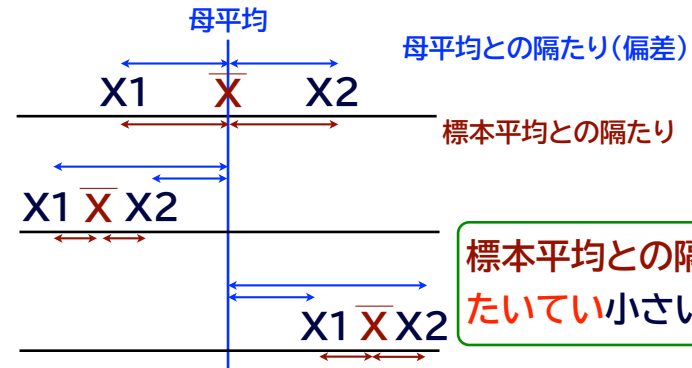 母平均
母平均との隔たり(偏差)
X1 X X2
標本平均との隔たり
X1 X X2
標本平均との隔
たいてい小さい
X1 X X2